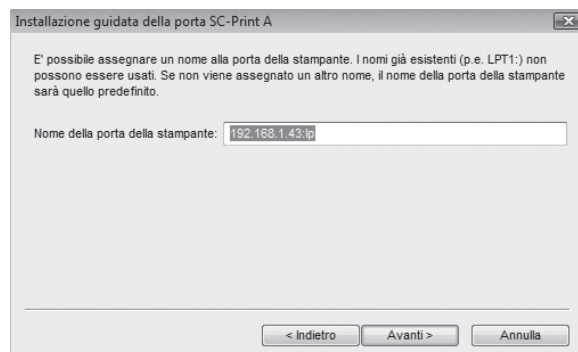 Installazione guidata della porta SC-Print A
E' possibile assegnare un nome alla porta della stampante. I nomi già esistenti (p.e. LPT1:) non
possono essere usati. Se non viene assegnato un altro nome, il nome della porta della stampante
sarà quello predefinito.
Nome della porta della stampante: 192.168.1.43:lp
< Indietro Avanti > Annulla